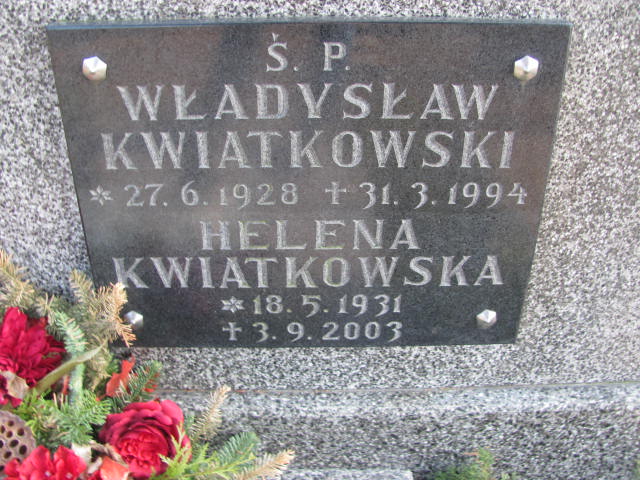 Ś. P.
WŁADYSŁAW
KWIATKOWSKI
* 27. 6. 1928 † 31. 3. 1994
HELENA
KWIATKOWSKA
* 18. 5. 1931
† 3. 9. 2003